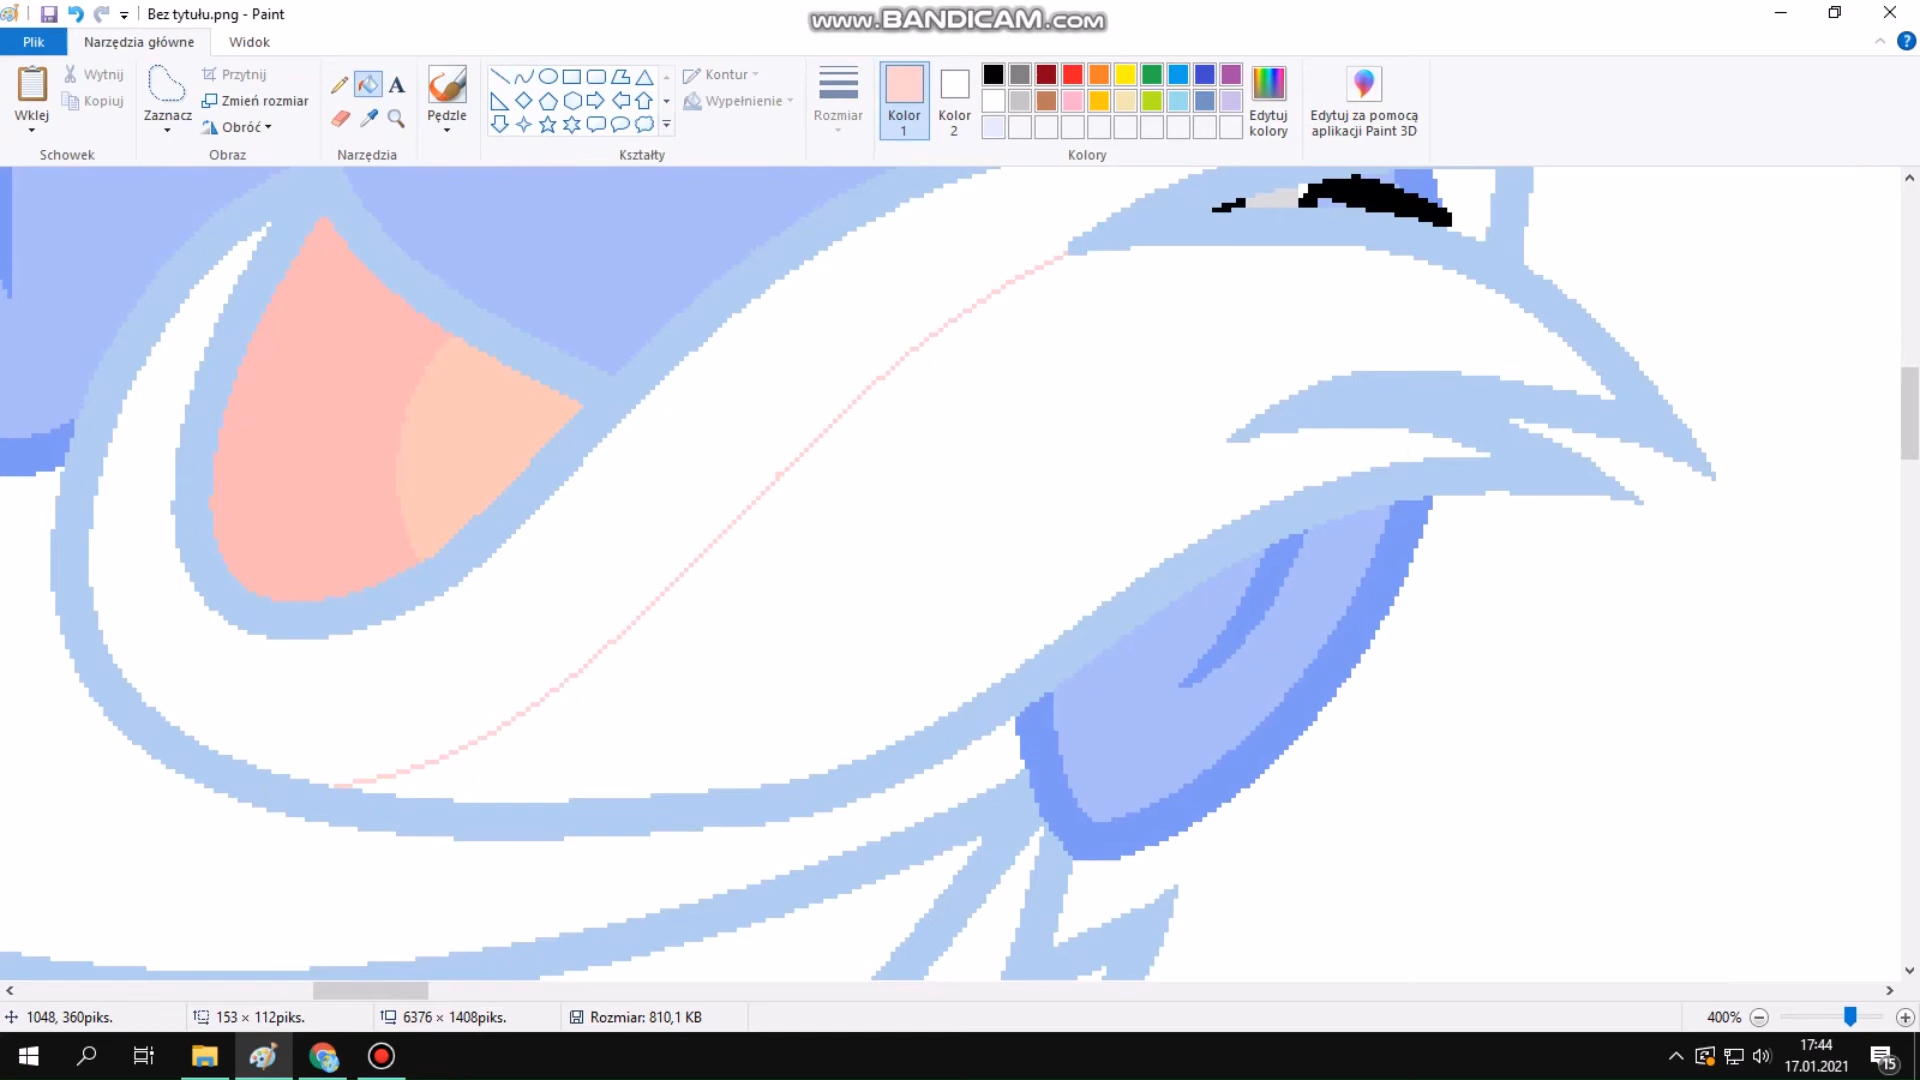 Bez tytułu.png - Paint
www.BANDICAM.com
Plik Narzędzia główne Widok
Wklej
Wytnij
Kopiuj
Schowek
Zaznacz
Przytnij
Zmień rozmiar
Obróć
Obraz
A
Narzędzia
Pędzle
Kształty
Kontur
Wypełnienie
Rozmiar
Kolor
1
Kolor
2
Edytuj
kolory
Kolory
Edytuj za pomocą
aplikacji Paint 3D
1048, 360piks.
153 × 112piks.
6376 × 1408piks.
Rozmiar: 810,1 KB
400%
17:44
17.01.2021
15